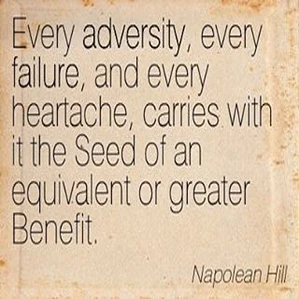 Every adversity, every
failure, and every
heartache, carries with
it the Seed of an
equivalent or greater
Benefit.
Napolean Hill